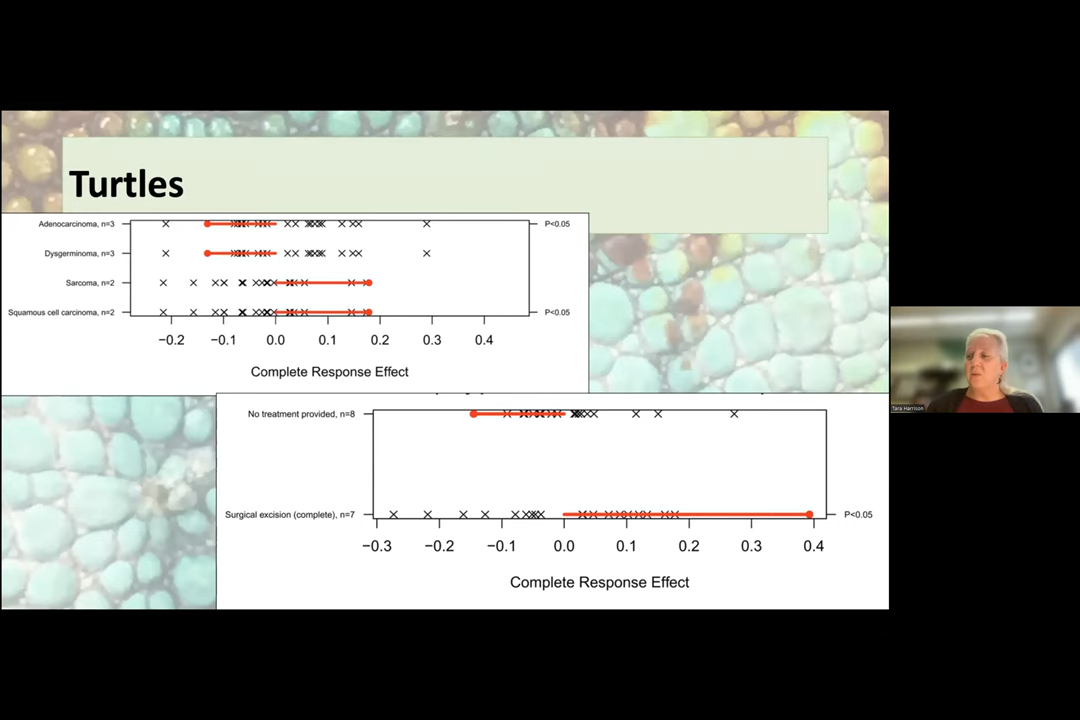 Turtles
Adenocarcinoma, n=3
P<0.05
Dysgerminoma, n=3
Sarcoma, n=2
Squamous cell carcinoma, n=2
P<0.05
−0.2 −0.1 0.0 0.1 0.2 0.3 0.4
Complete Response Effect
Tara Harrison
No treatment provided, n=8
Surgical excision (complete), n=7
P<0.05
−0.3 −0.2 −0.1 0.0 0.1 0.2 0.3 0.4
Complete Response Effect